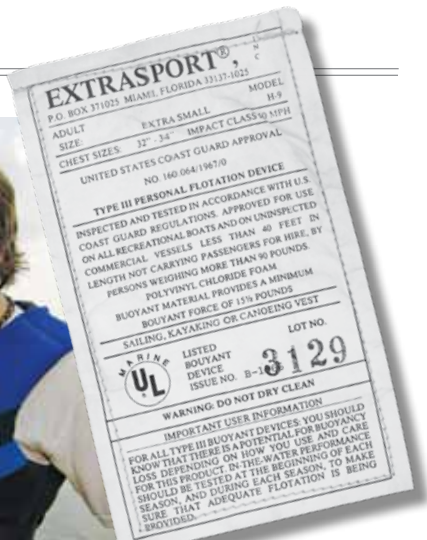 EXTRASPORT®, INC
P.O. BOX 371025 MIAMI, FLORIDA 33137-1025
ADULT MODEL
SIZE: EXTRA SMALL H-9
CHEST SIZES: 32" - 34" IMPACT CLASS 50 MPH
UNITED STATES COAST GUARD APPROVAL
NO. 160.064/1967/0
TYPE III PERSONAL FLOTATION DEVICE
INSPECTED AND TESTED IN ACCORDANCE WITH U.S.
COAST GUARD REGULATIONS. APPROVED FOR USE
ON ALL RECREATIONAL BOATS AND ON UNINSPECTED
COMMERCIAL VESSELS LESS THAN 40 FEET IN
LENGTH NOT CARRYING PASSENGERS FOR HIRE, BY
PERSONS WEIGHING MORE THAN 90 POUNDS.
POLYVINYL CHLORIDE FOAM
BUOYANT MATERIAL PROVIDES A MINIMUM
BOUYANT FORCE OF 15½ POUNDS
SAILING, KAYAKING OR CANOEING VEST
MARINE
UL
LISTED
BOUYANT
DEVICE
ISSUE NO.
LOT NO.
3129
WARNING: DO NOT DRY CLEAN
IMPORTANT USER INFORMATION
FOR ALL TYPE III BUOYANT DEVICES: YOU SHOULD
KNOW THAT THERE IS A POTENTIAL FOR BUOYANCY
LOSS DEPENDING ON HOW YOU USE AND CARE
FOR THIS PRODUCT. IN-THE-WATER PERFORMANCE
SHOULD BE TESTED AT THE BEGINNING OF EACH
SEASON, AND DURING EACH SEASON, TO MAKE
SURE THAT ADEQUATE FLOTATION IS BEING
PROVIDED.